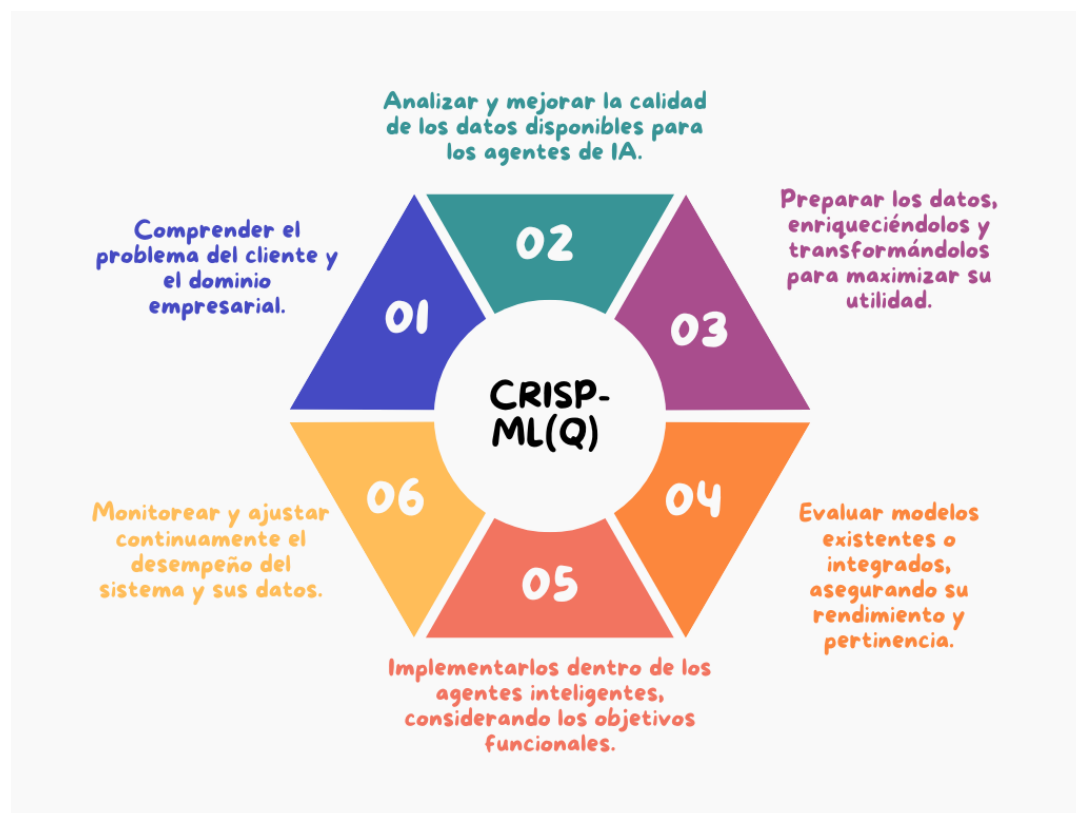 Analizar y mejorar la calidad
de los datos disponibles para
los agentes de IA.
Comprender el
problema del cliente y
el dominio
empresarial.
01
02
03
Preparar los datos,
enriqueciéndolos y
transformándolos
para maximizar su
utilidad.
CRISP-
ML(Q)
Monitorear y ajustar
continuamente el
desempeño del
sistema y sus datos.
06
05
04
Evaluar modelos
existentes o
integrados,
asegurando su
rendimiento y
pertinencia.
Implementarlos dentro de los
agentes inteligentes,
considerando los objetivos
funcionales.